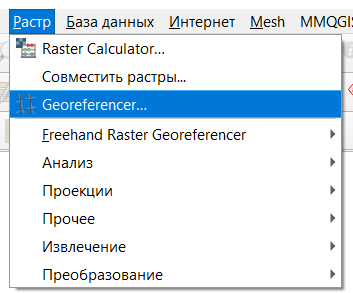 Растр База данных Интернет Mesh MMQGIS
Raster Calculator...
Совместить растры...
Georeferencer...
Freehand Raster Georeferencer
Анализ
Проекции
Прочее
Извлечение
Преобразование